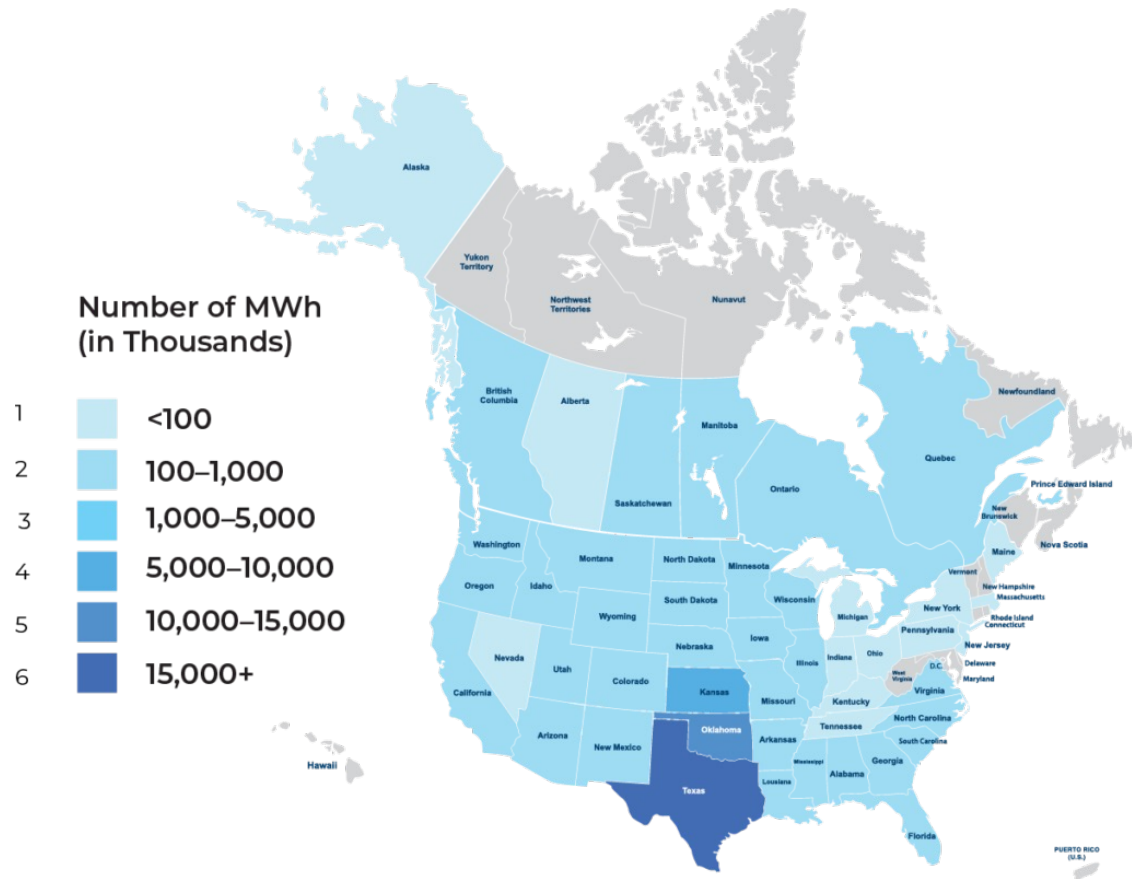 Alaska
Yukon
Territory
Northwest
Territories
Nunavut
Number of MWh
(in Thousands)
1 <100
2 100–1,000
3 1,000–5,000
4 5,000–10,000
5 10,000–15,000
6 15,000+
British
Columbia
Alberta
Saskatchewan
Manitoba
Ontario
Quebec
Newfoundland
Prince Edward Island
New
Brunswick
Nova Scotia
Washington
Montana
North Dakota
Minnesota
Maine
Vermont
New Hampshire
Massachusetts
Rhode Island
Connecticut
Oregon
Idaho
Wyoming
South Dakota
Wisconsin
Michigan
New York
Pennsylvania
New Jersey
Nebraska
Iowa
Nevada
Utah
Colorado
Kansas
Illinois
Indiana
Ohio
West
Virginia
D.C.
Delaware
Maryland
Virginia
California
Missouri
Kentucky
Arizona
New Mexico
Oklahoma
Arkansas
Tennessee
North Carolina
South Carolina
Hawaii
Texas
Lousiana
Mississippi
Alabama
Georgia
Florida
PUERTO RICO
(U.S.)